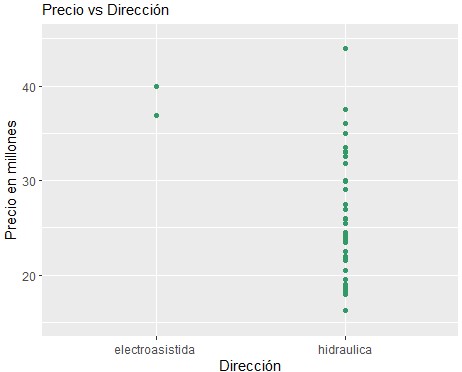 Precio vs Dirección
Precio en millones
40
30
20
electroasistida
hidraulica
Dirección